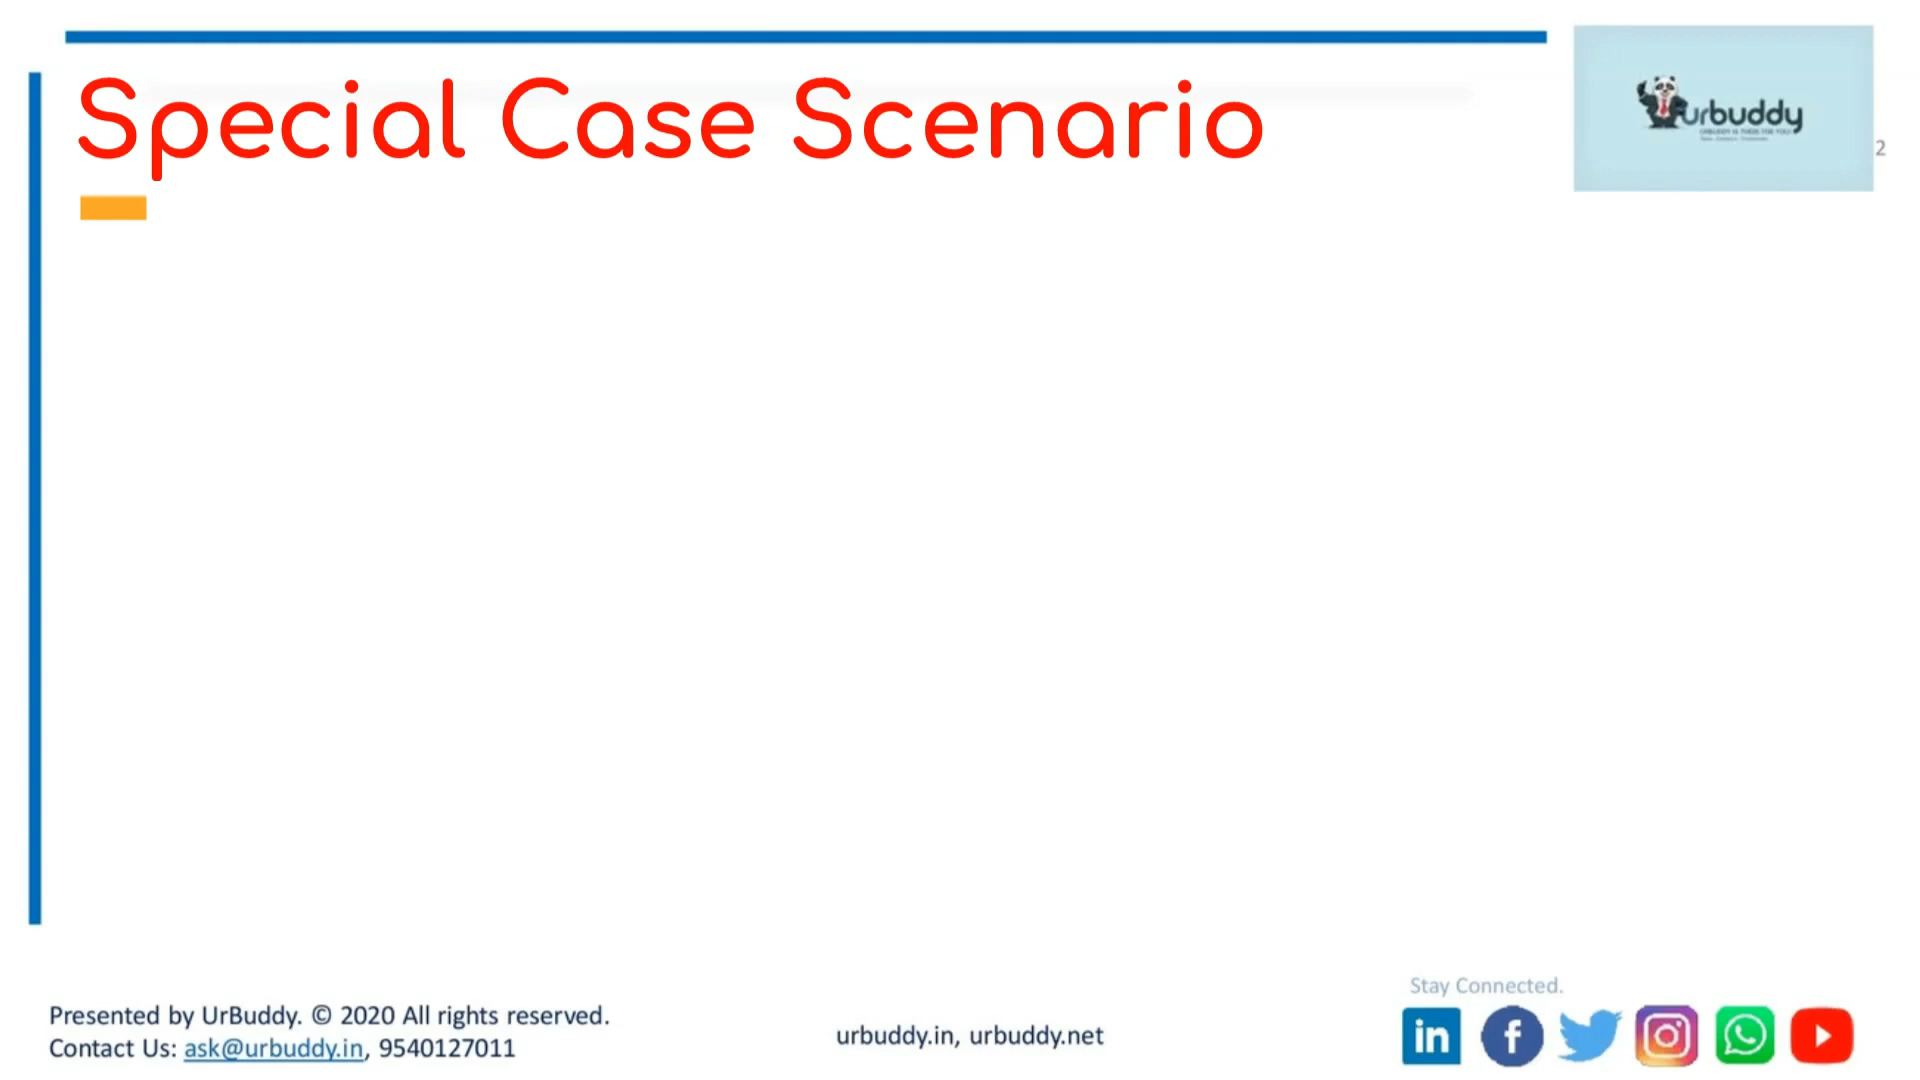 Special Case Scenario
urbuddy
2
Stay Connected.
Presented by UrBuddy. © 2020 All rights reserved.
Contact Us: ask@urbuddy.in, 9540127011
urbuddy.in, urbuddy.net
in
f